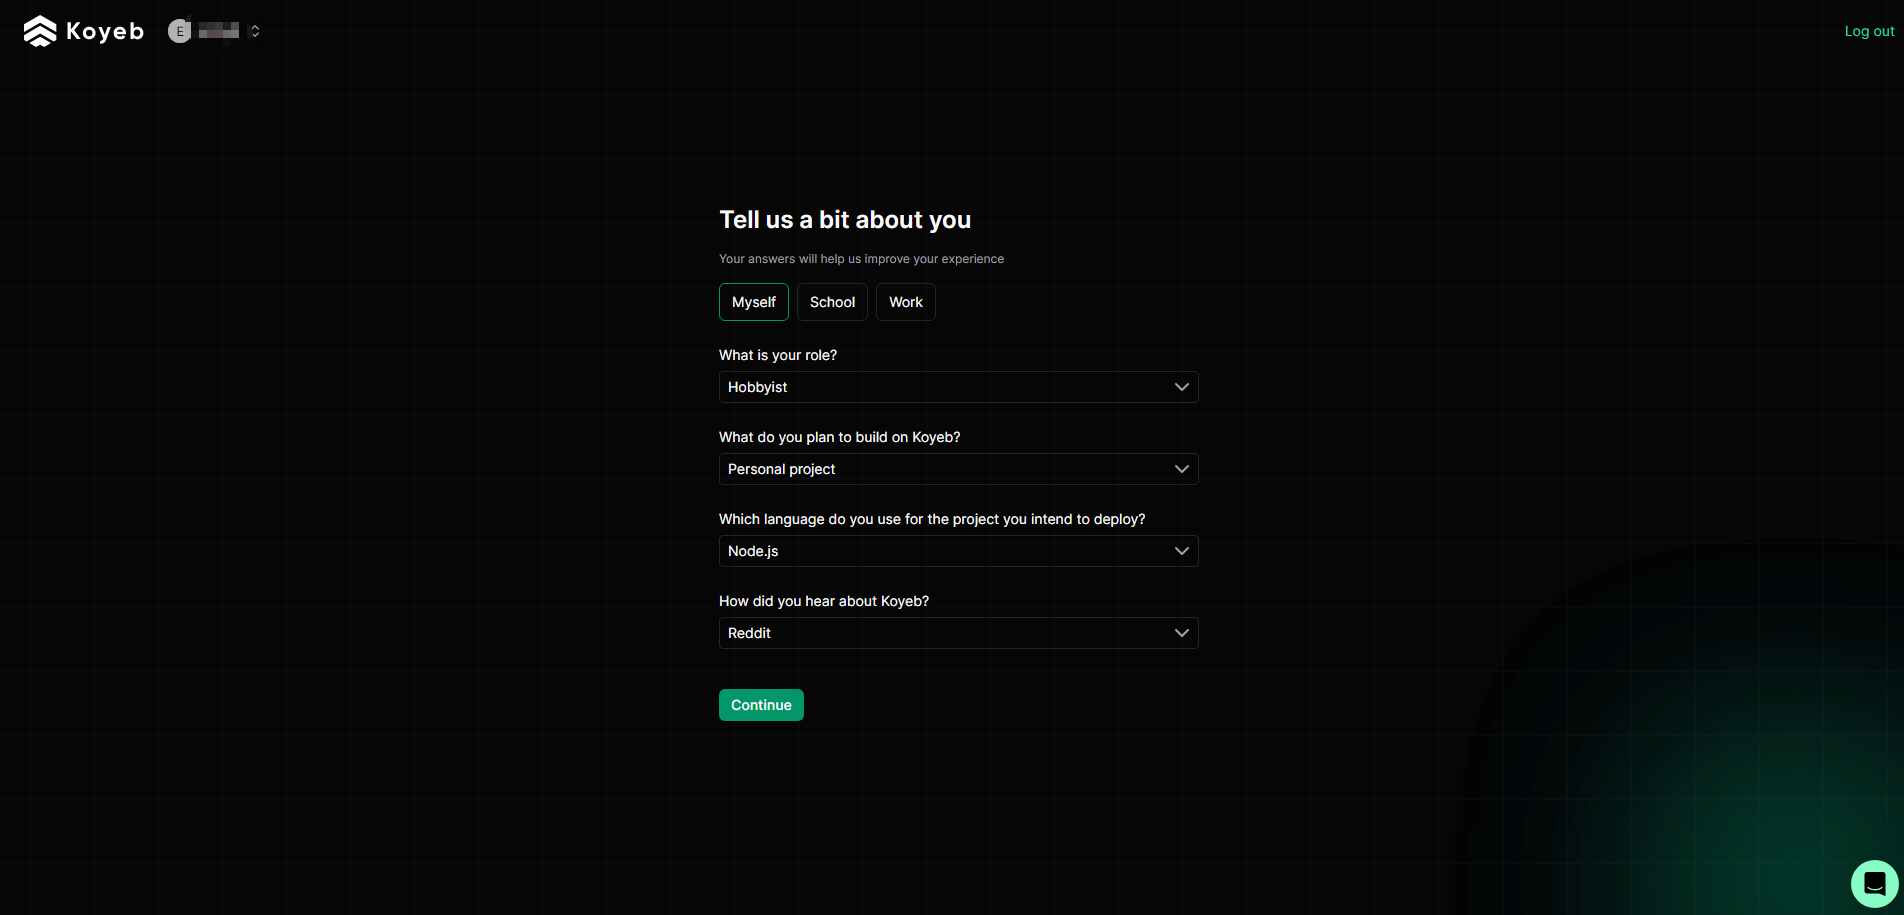 Koyeb
E
Log out
Tell us a bit about you
Your answers will help us improve your experience
Myself School Work
What is your role?
Hobbyist
What do you plan to build on Koyeb?
Personal project
Which language do you use for the project you intend to deploy?
Node.js
How did you hear about Koyeb?
Reddit
Continue